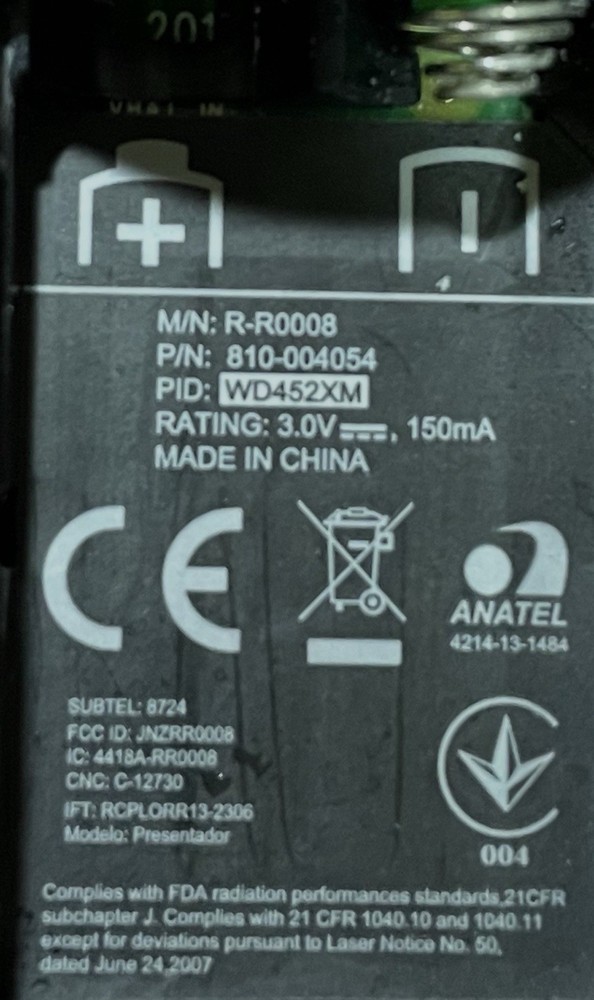 201
M/N: R-R0008
P/N: 810-004054
PID: WD452XM
RATING: 3.0V⎓, 150mA
MADE IN CHINA
CE
ANATEL
4214-13-1484
SUBTEL: 8724
FCC ID: JNZRR0008
IC: 4418A-RR0008
CNC: C-12730
IFT: RCPLORR13-2306
Modelo: Presentador
004
Complies with FDA radiation performances standards,21CFR
subchapter J. Complies with 21 CFR 1040.10 and 1040.11
except for deviations pursuant to Laser Notice No. 50,
dated June 24,2007